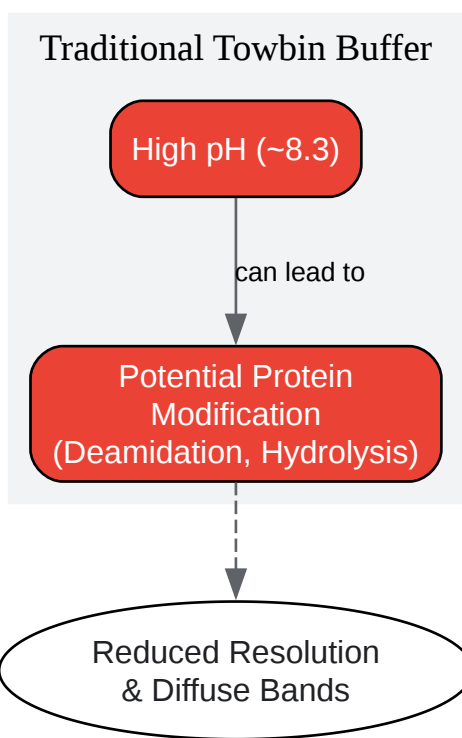 Traditional Towbin Buffer
High pH (~8.3)
can lead to
Potential Protein
Modification
(Deamidation, Hydrolysis)
Reduced Resolution
& Diffuse Bands